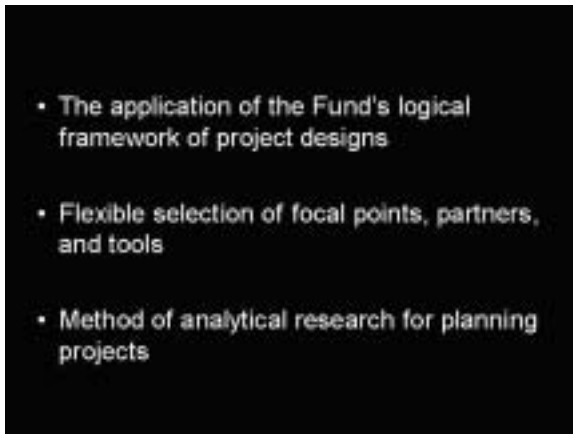 • The application of the Fund's logical
framework of project designs
• Flexible selection of focal points, partners,
and tools
• Method of analytical research for planning
projects